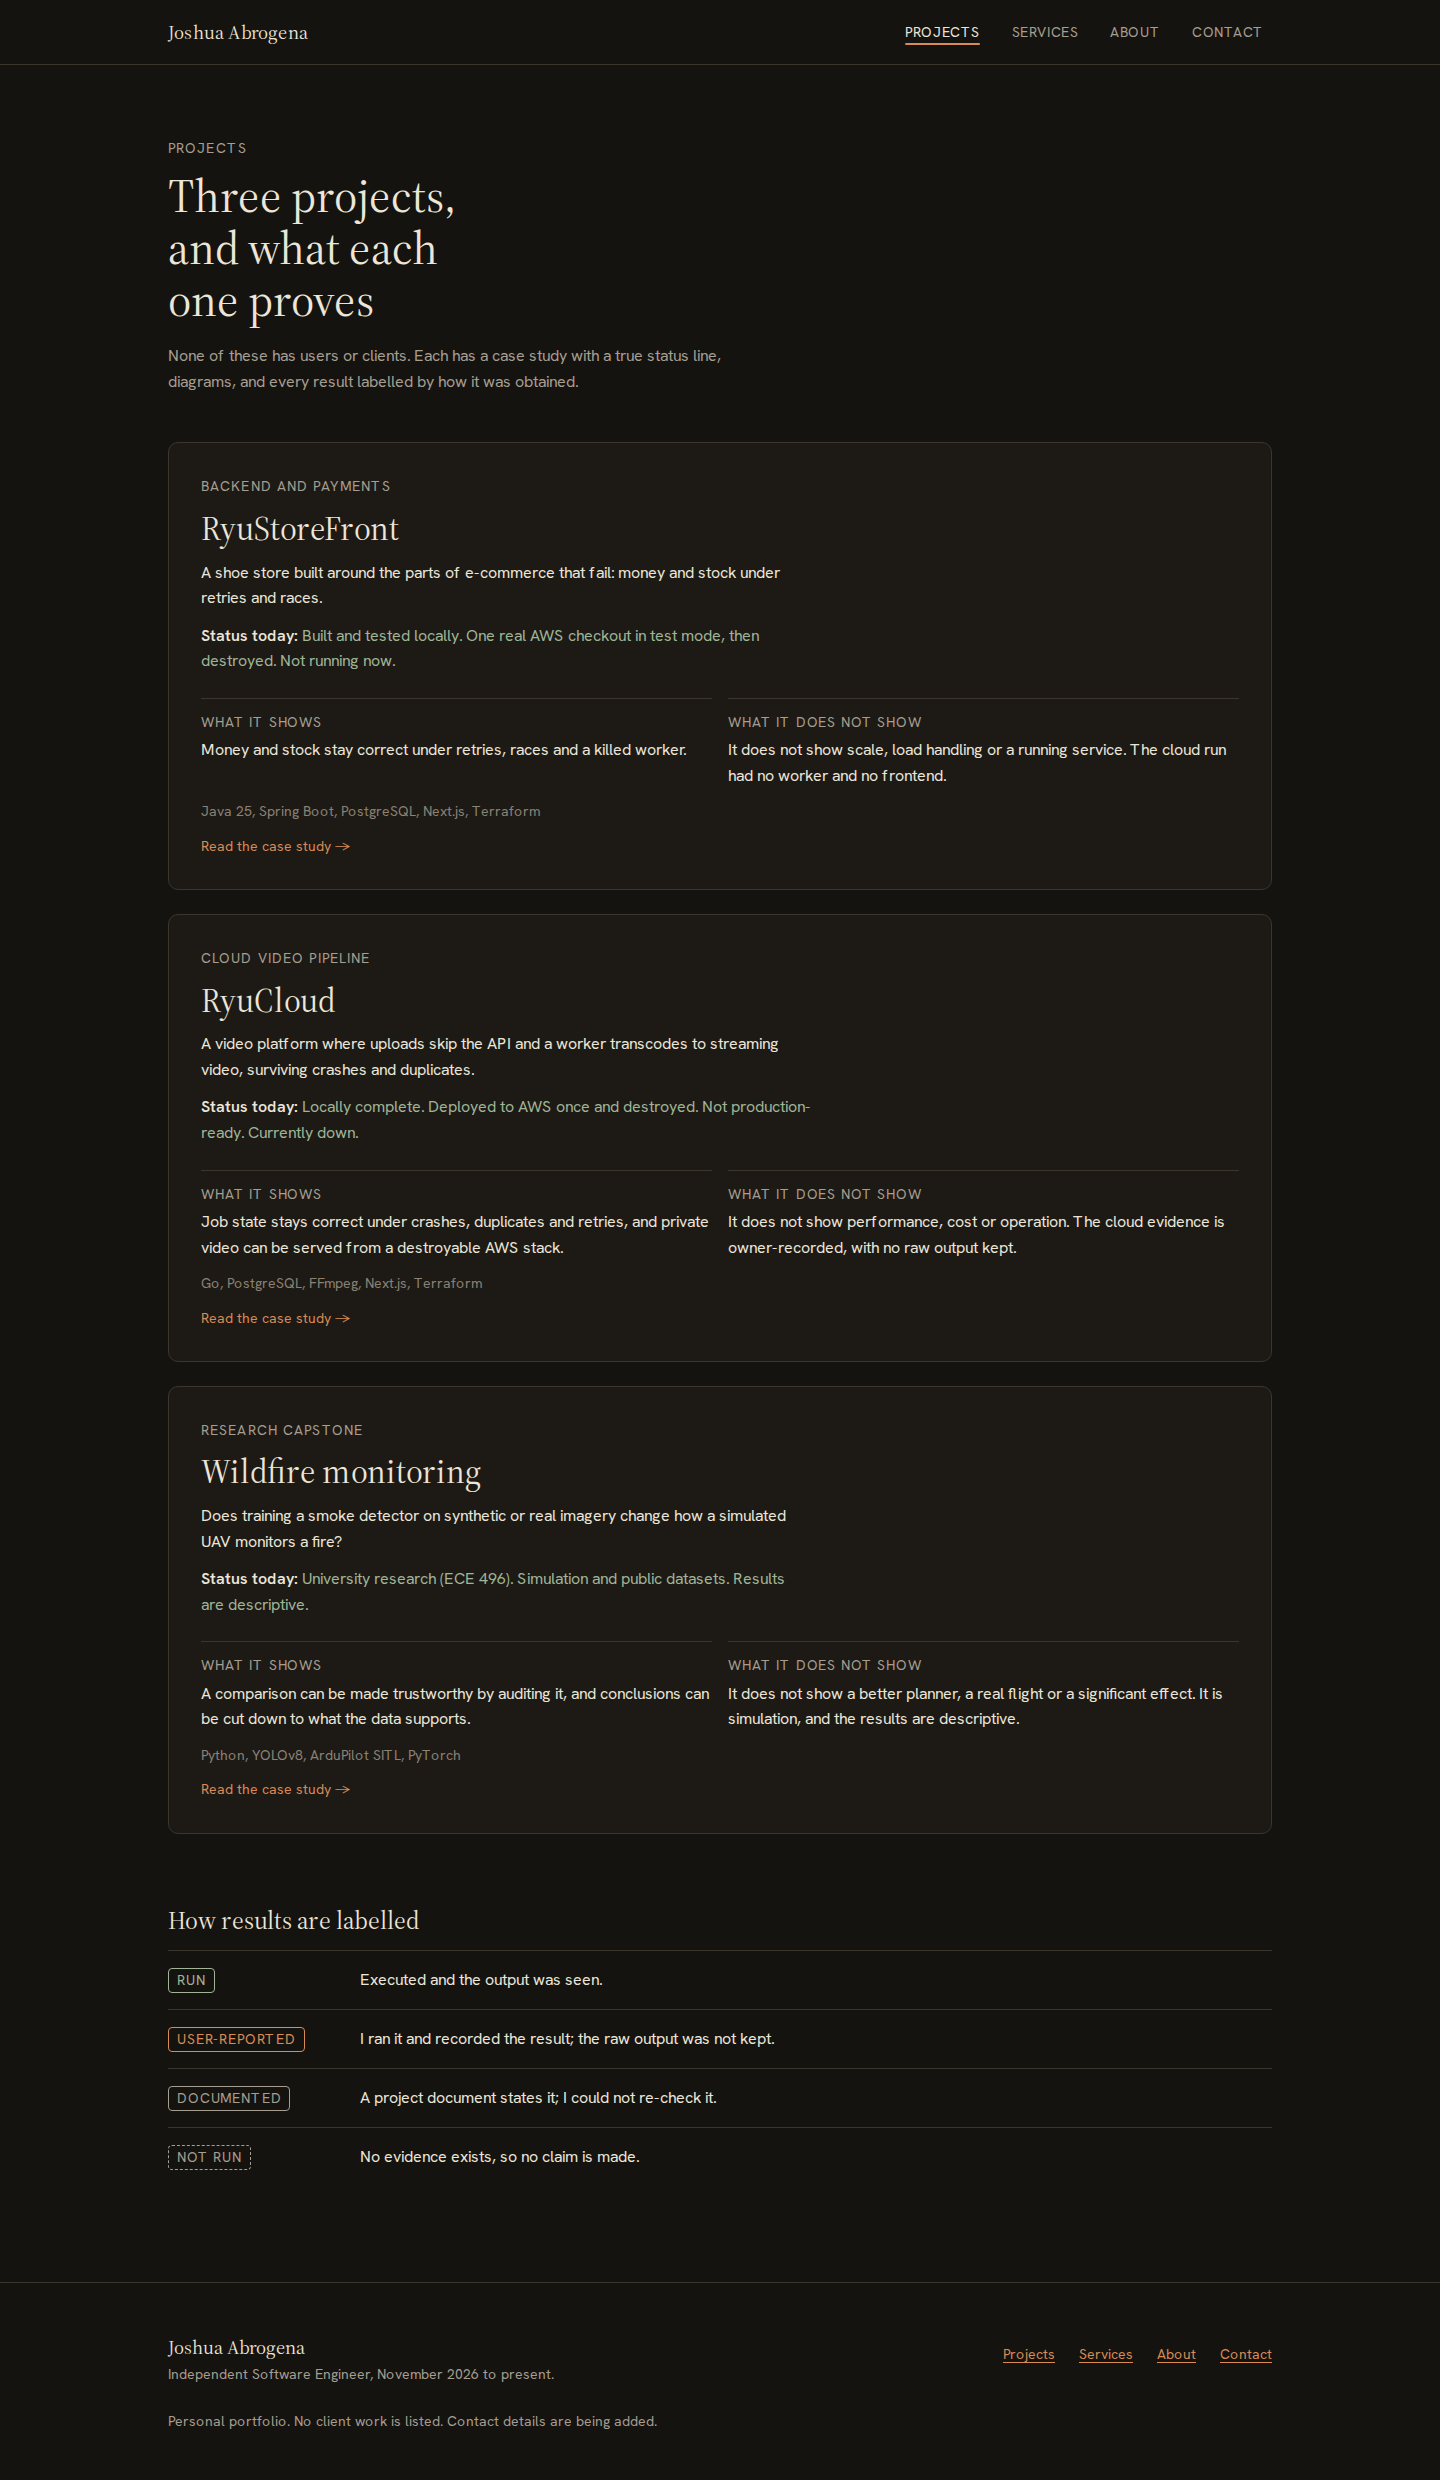 Joshua Abrogena
PROJECTS SERVICES ABOUT CONTACT
PROJECTS
Three projects,
and what each
one proves
None of these has users or clients. Each has a case study with a true status line,
diagrams, and every result labelled by how it was obtained.
BACKEND AND PAYMENTS
RyuStoreFront
A shoe store built around the parts of e-commerce that fail: money and stock under
retries and races.
Status today: Built and tested locally. One real AWS checkout in test mode, then
destroyed. Not running now.
WHAT IT SHOWS
Money and stock stay correct under retries, races and a killed worker.
WHAT IT DOES NOT SHOW
It does not show scale, load handling or a running service. The cloud run
had no worker and no frontend.
Java 25, Spring Boot, PostgreSQL, Next.js, Terraform
Read the case study →
CLOUD VIDEO PIPELINE
RyuCloud
A video platform where uploads skip the API and a worker transcodes to streaming
video, surviving crashes and duplicates.
Status today: Locally complete. Deployed to AWS once and destroyed. Not production-
ready. Currently down.
WHAT IT SHOWS
Job state stays correct under crashes, duplicates and retries, and private
video can be served from a destroyable AWS stack.
WHAT IT DOES NOT SHOW
It does not show performance, cost or operation. The cloud evidence is
owner-recorded, with no raw output kept.
Go, PostgreSQL, FFmpeg, Next.js, Terraform
Read the case study →
RESEARCH CAPSTONE
Wildfire monitoring
Does training a smoke detector on synthetic or real imagery change how a simulated
UAV monitors a fire?
Status today: University research (ECE 496). Simulation and public datasets. Results
are descriptive.
WHAT IT SHOWS
A comparison can be made trustworthy by auditing it, and conclusions can
be cut down to what the data supports.
WHAT IT DOES NOT SHOW
It does not show a better planner, a real flight or a significant effect. It is
simulation, and the results are descriptive.
Python, YOLOv8, ArduPilot SITL, PyTorch
Read the case study →
How results are labelled
RUN Executed and the output was seen.
USER-REPORTED I ran it and recorded the result; the raw output was not kept.
DOCUMENTED A project document states it; I could not re-check it.
NOT RUN No evidence exists, so no claim is made.
Joshua Abrogena
Independent Software Engineer, November 2026 to present.
Projects Services About Contact
Personal portfolio. No client work is listed. Contact details are being added.